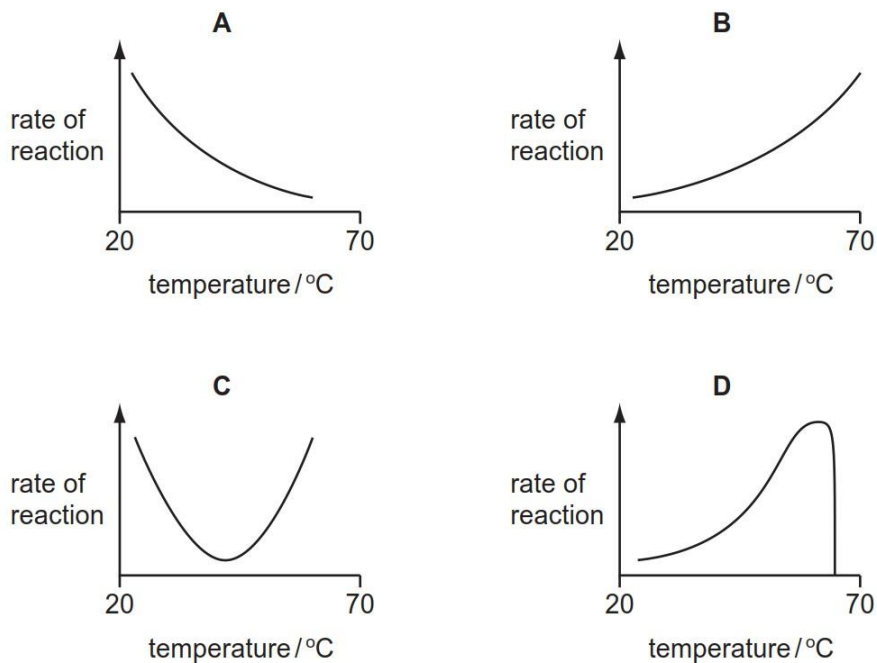 A
B
rate of
reaction
rate of
reaction
20
70
20
70
temperature / °C
temperature / °C
C
D
rate of
reaction
rate of
reaction
20
70
20
70
temperature / °C
temperature / °C